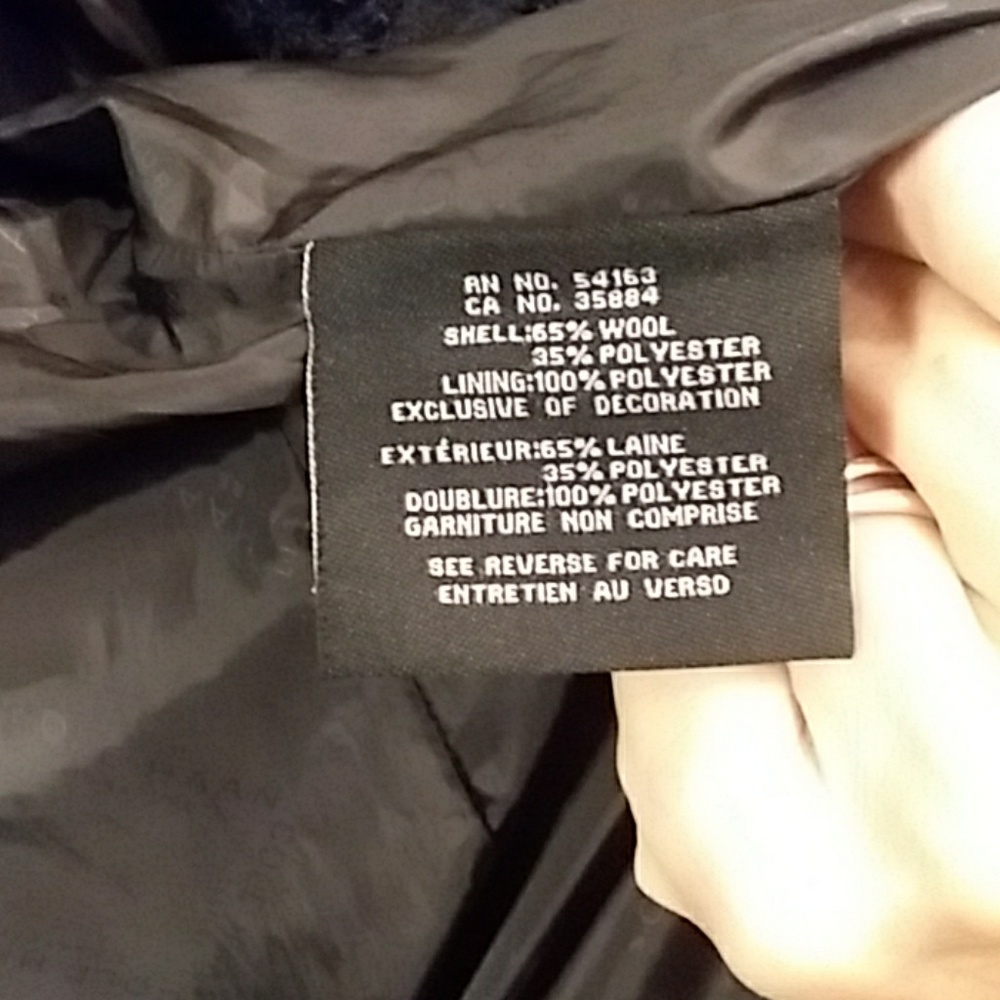 RN NO. 54163
CA NO. 35884
SHELL:65% WOOL
35% POLYESTER
LINING:100% POLYESTER
EXCLUSIVE OF DECORATION
EXTÉRIEUR:65% LAINE
35% POLYESTER
DOUBLURE:100% POLYESTER
GARNITURE NON COMPRISE
SEE REVERSE FOR CARE
ENTRETIEN AU VERSO